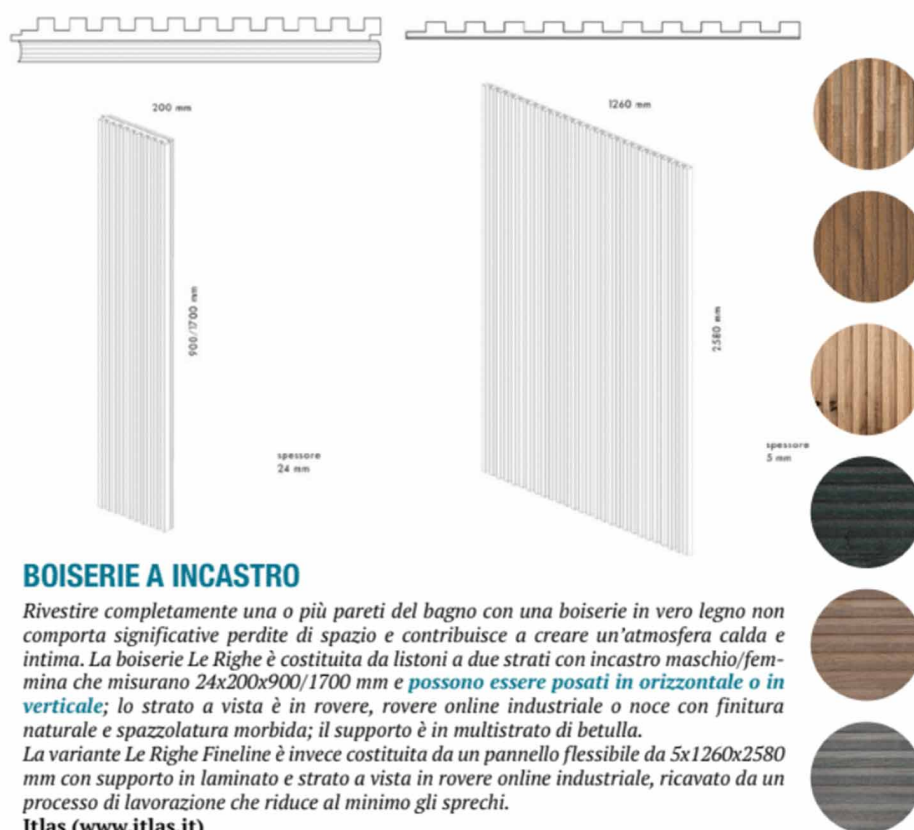 200 mm
1260 mm
900/1700 mm
2580 mm
spessore
24 mm
spessore
5 mm
BOISERIE A INCASTRO
Rivestire completamente una o più pareti del bagno con una boiserie in vero legno non
comporta significative perdite di spazio e contribuisce a creare un'atmosfera calda e
intima. La boiserie Le Righe è costituita da listoni a due strati con incastro maschio/fem-
mina che misurano 24x200x900/1700 mm e possono essere posati in orizzontale o in
verticale; lo strato a vista è in rovere, rovere online industriale o noce con finitura
naturale e spazzolatura morbida; il supporto è in multistrato di betulla.
La variante Le Righe Fineline è invece costituita da un pannello flessibile da 5x1260x2580
mm con supporto in laminato e strato a vista in rovere online industriale, ricavato da un
processo di lavorazione che riduce al minimo gli sprechi.
Itlas (www.itlas.it)